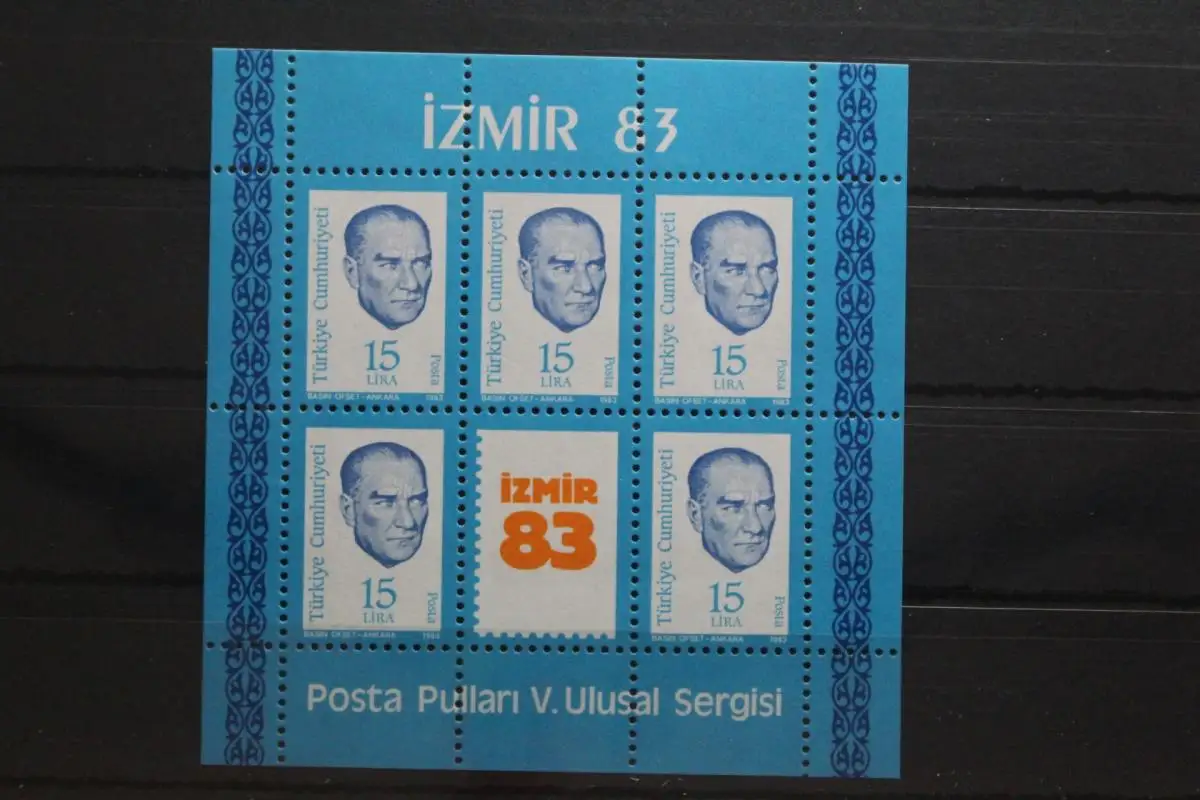 İZMİR 83
Türkiye Cumhuriyeti
15
LİRA
Posta
BASIN OFSET-ANKARA 1983
Türkiye Cumhuriyeti
15
LİRA
Posta
BASIN OFSET-ANKARA 1983
Türkiye Cumhuriyeti
15
LİRA
Posta
BASIN OFSET-ANKARA 1983
Türkiye Cumhuriyeti
15
LİRA
Posta
BASIN OFSET-ANKARA 1983
İZMİR
83
Türkiye Cumhuriyeti
15
LİRA
Posta
BASIN OFSET-ANKARA 1983
Posta Pulları V. Ulusal Sergisi